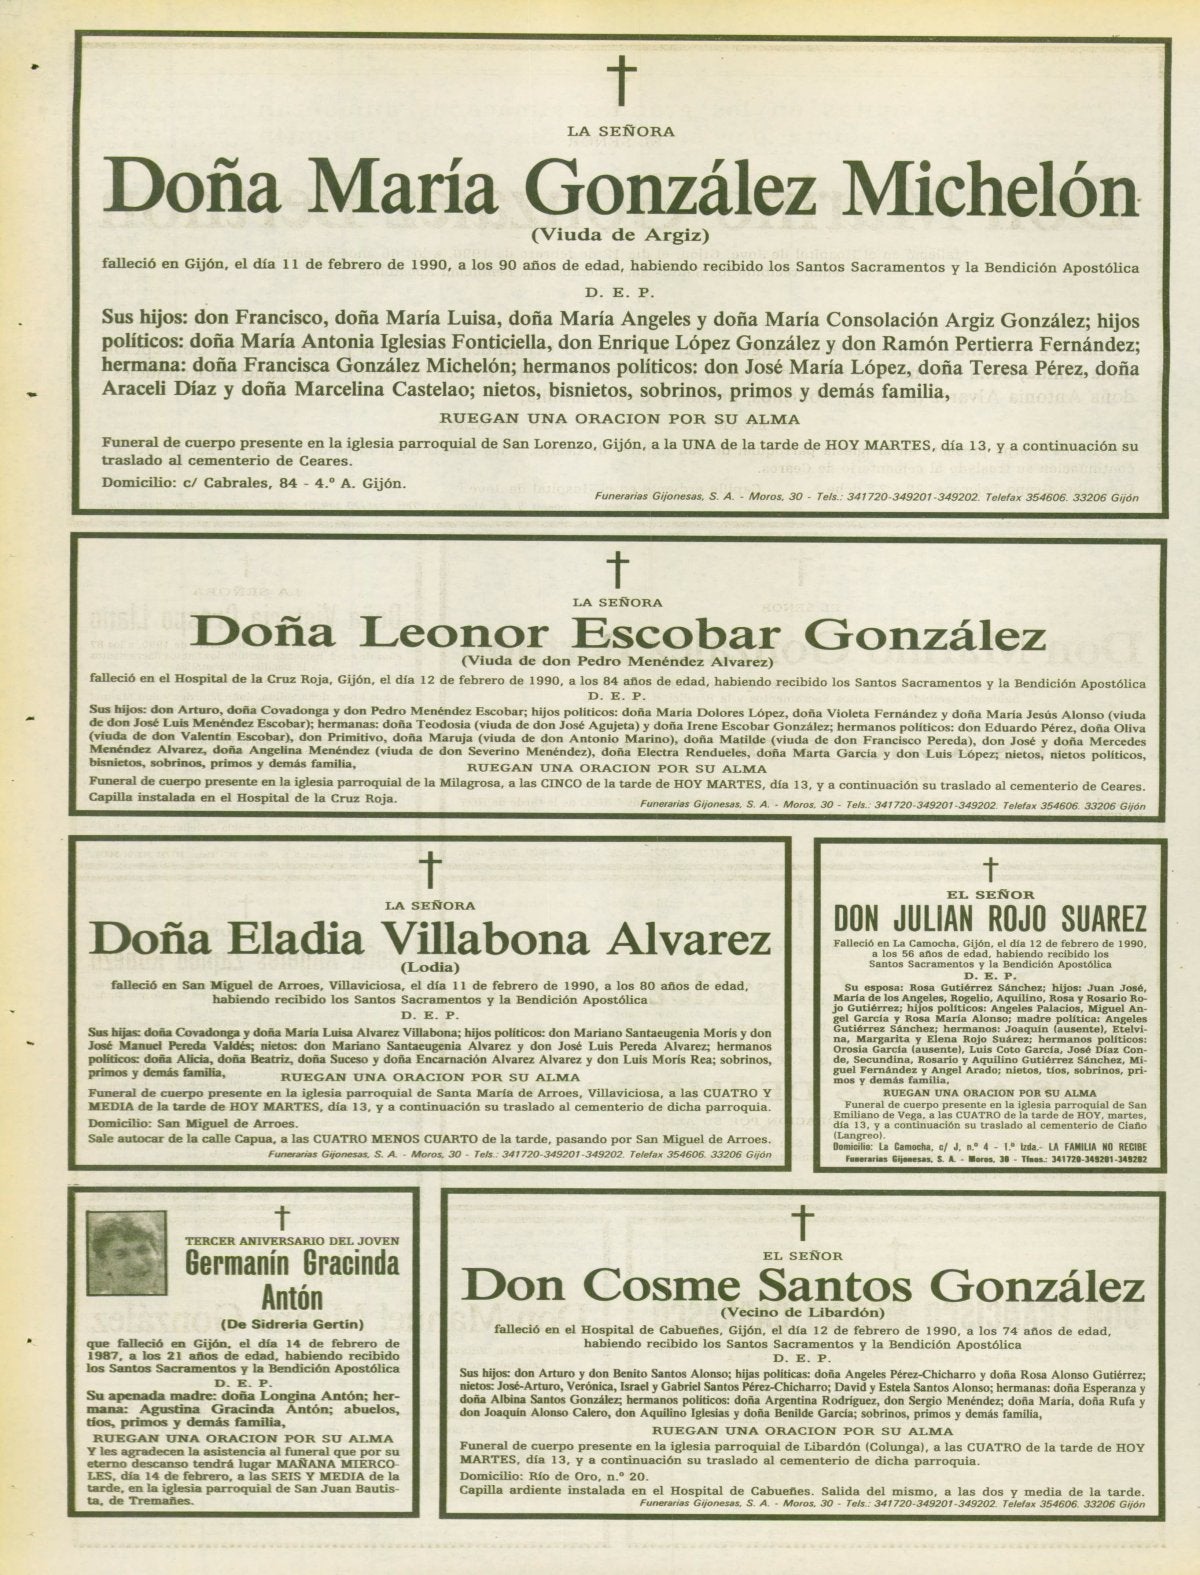 LA SEÑORA
Doña María González Michelón
(Viuda de Argiz)
falleció en Gijón, el día 11 de febrero de 1990, a los 90 años de edad, habiendo recibido los Santos Sacramentos y la Bendición Apostólica
D. E. P.
Sus hijos: don Francisco, doña María Luisa, doña María Angeles y doña María Consolación Argiz González; hijos
políticos: doña María Antonia Iglesias Fonticiella, don Enrique López González y don Ramón Pertierra Fernández;
hermana: doña Francisca González Michelón; hermanos políticos: don José María López, doña Teresa Pérez, doña
Araceli Díaz y doña Marcelina Castelao; nietos, bisnietos, sobrinos, primos y demás familia,
RUEGAN UNA ORACION POR SU ALMA
Funeral de cuerpo presente en la iglesia parroquial de San Lorenzo, Gijón, a la UNA de la tarde de HOY MARTES, día 13, y a continuación su
traslado al cementerio de Ceares.
Domicilio: c/ Cabrales, 84 - 4.º A. Gijón.
Funerarias Gijonesas, S. A. - Moros, 30 - Tels.: 341720-349201-349202. Telefax 354606. 33206 Gijón
LA SEÑORA
Doña Leonor Escobar González
(Viuda de don Pedro Menéndez Alvarez)
falleció en el Hospital de la Cruz Roja, Gijón, el día 12 de febrero de 1990, a los 84 años de edad, habiendo recibido los Santos Sacramentos y la Bendición Apostólica
D. E. P.
Sus hijos: don Arturo, doña Covadonga y don Pedro Menéndez Escobar; hijos políticos: doña María Dolores López, doña Violeta Fernández y doña María Jesús Alonso (viuda
de don José Luis Menéndez Escobar); hermanas: doña Teodosia (viuda de don José Agujeta) y doña Irene Escobar González; hermanos políticos: don Eduardo Pérez, doña Oliva
(viuda de don Valentín Escobar), don Primitivo, doña Maruja (viuda de don Antonio Marino), doña Matilde (viuda de don Francisco Pereda), don José y doña Mercedes
Menéndez Alvarez, doña Angelina Menéndez (viuda de don Severino Menéndez), doña Electra Rendueles, doña Marta García y don Luis López; nietos, nietos políticos,
bisnietos, sobrinos, primos y demás familia,
RUEGAN UNA ORACION POR SU ALMA
Funeral de cuerpo presente en la iglesia parroquial de la Milagrosa, a las CINCO de la tarde de HOY MARTES, día 13, y a continuación su traslado al cementerio de Ceares.
Capilla instalada en el Hospital de la Cruz Roja.
Funerarias Gijonesas, S. A. - Moros, 30 - Tels.: 341720-349201-349202. Telefax 354606. 33206 Gijón
LA SEÑORA
Doña Eladia Villabona Alvarez
(Lodia)
falleció en San Miguel de Arroes, Villaviciosa, el día 11 de febrero de 1990, a los 80 años de edad,
habiendo recibido los Santos Sacramentos y la Bendición Apostólica
D. E. P.
Sus hijas: doña Covadonga y doña María Luisa Alvarez Villabona; hijos políticos: don Mariano Santaeugenia Morís y don
José Manuel Pereda Valdés; nietos: don Mariano Santaeugenia Alvarez y don José Luis Pereda Alvarez; hermanos
políticos: doña Alicia, doña Beatriz, doña Suceso y doña Encarnación Alvarez Alvarez y don Luis Morís Rea; sobrinos,
primos y demás familia,
RUEGAN UNA ORACION POR SU ALMA
Funeral de cuerpo presente en la iglesia parroquial de Santa María de Arroes, Villaviciosa, a las CUATRO Y
MEDIA de la tarde de HOY MARTES, día 13, y a continuación su traslado al cementerio de dicha parroquia.
Domicilio: San Miguel de Arroes.
Sale autocar de la calle Capua, a las CUATRO MENOS CUARTO de la tarde, pasando por San Miguel de Arroes.
Funerarias Gijonesas, S. A. - Moros, 30 - Tels.: 341720-349201-349202. Telefax 354606. 33206 Gijón
EL SEÑOR
DON JULIAN ROJO SUAREZ
Falleció en La Camocha, Gijón, el día 12 de febrero de 1990,
a los 56 años de edad, habiendo recibido los
Santos Sacramentos y la Bendición Apostólica
D. E. P.
Su esposa: Rosa Gutiérrez Sánchez; hijos: Juan José,
María de los Angeles, Rogelio, Aquilino, Rosa y Rosario Ro-
jo Gutiérrez; hijos políticos: Angeles Palacios, Miguel An-
gel García y Rosa María Alonso; madre política: Angeles
Gutiérrez Sánchez; hermanos: Joaquín (ausente), Etelvi-
na, Margarita y Elena Rojo Suárez; hermanos políticos:
Orosia García (ausente), Luis Coto García, José Díaz Con-
de, Secundina, Rosario y Aquilino Gutiérrez Sánchez, Mi-
guel Fernández y Angel Arado; nietos, tíos, sobrinos, pri-
mos y demás familia,
RUEGAN UNA ORACION POR SU ALMA
Funeral de cuerpo presente en la iglesia parroquial de San
Emiliano de Vega, a las CUATRO de la tarde de HOY, martes,
día 13, y a continuación su traslado al cementerio de Ciaño
(Langreo).
Domicilio: La Camocha, c/ J, n.º 4 - 1.ª Izda.- LA FAMILIA NO RECIBE
Funerarias Gijonesas, S. A. - Moros, 30 - Tfnos.: 341720-349201-349202
TERCER ANIVERSARIO DEL JOVEN
Germanín Gracinda
Antón
(De Sidrería Gertín)
que falleció en Gijón, el día 14 de febrero de
1987, a los 21 años de edad, habiendo recibido
los Santos Sacramentos y la Bendición Apostólica
D. E. P.
Su apenada madre: doña Longina Antón; her-
mana: Agustina Gracinda Antón; abuelos,
tíos, primos y demás familia,
RUEGAN UNA ORACION POR SU ALMA
Y les agradecen la asistencia al funeral que por su
eterno descanso tendrá lugar MAÑANA MIERCO-
LES, día 14 de febrero, a las SEIS Y MEDIA de la
tarde, en la iglesia parroquial de San Juan Bautis-
ta, de Tremañes.
EL SEÑOR
Don Cosme Santos González
(Vecino de Libardón)
falleció en el Hospital de Cabueñes, Gijón, el día 12 de febrero de 1990, a los 74 años de edad,
habiendo recibido los Santos Sacramentos y la Bendición Apostólica
D. E. P.
Sus hijos: don Arturo y don Benito Santos Alonso; hijas políticas: doña Angeles Pérez-Chicharro y doña Rosa Alonso Gutiérrez;
nietos: José-Arturo, Verónica, Israel y Gabriel Santos Pérez-Chicharro; David y Estela Santos Alonso; hermanas: doña Esperanza y
doña Albina Santos González; hermanos políticos: doña Argentina Rodríguez, don Sergio Menéndez; doña María, doña Rufa y
don Joaquín Alonso Calero, don Aquilino Iglesias y doña Benilde García; sobrinos, primos y demás familia,
RUEGAN UNA ORACION POR SU ALMA
Funeral de cuerpo presente en la iglesia parroquial de Libardón (Colunga), a las CUATRO de la tarde de HOY
MARTES, día 13, y a continuación su traslado al cementerio de dicha parroquia.
Domicilio: Río de Oro, n.º 20.
Capilla ardiente instalada en el Hospital de Cabueñes. Salida del mismo, a las dos y media de la tarde.
Funerarias Gijonesas, S. A. - Moros, 30 - Tels.: 341720-349201-349202. Telefax 354606. 33206 Gijón